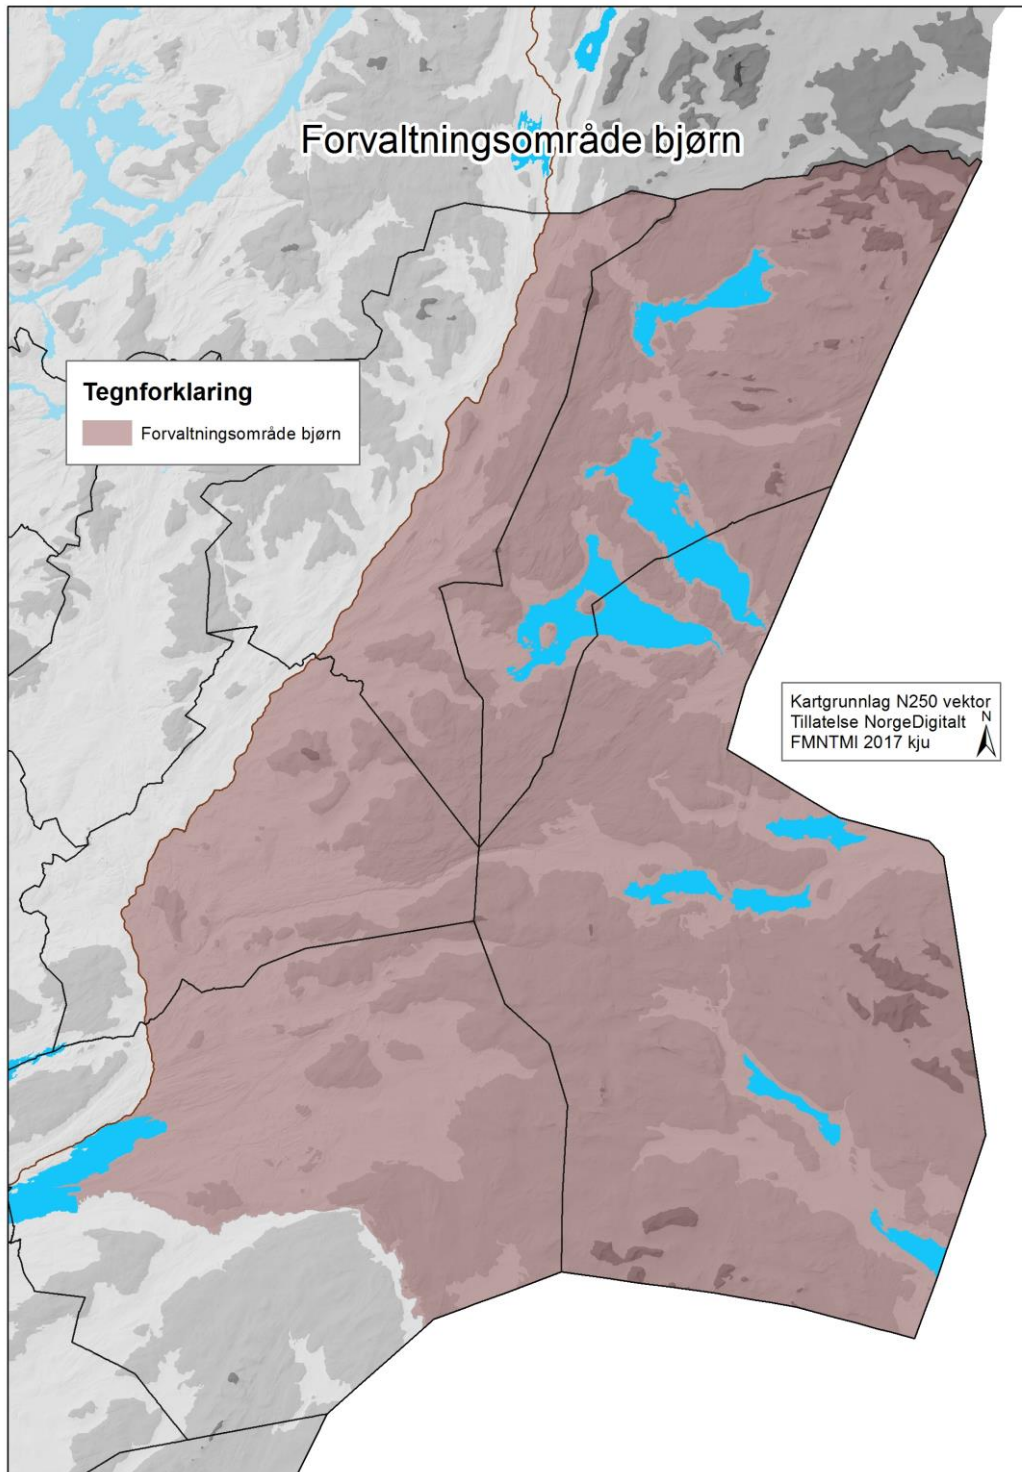 Forvaltningsområde bjørn
Tegnforklaring
Forvaltningsområde bjørn
Kartgrunnlag N250 vektor
Tillatelse NorgeDigitalt
FMNTMI 2017 kju
N